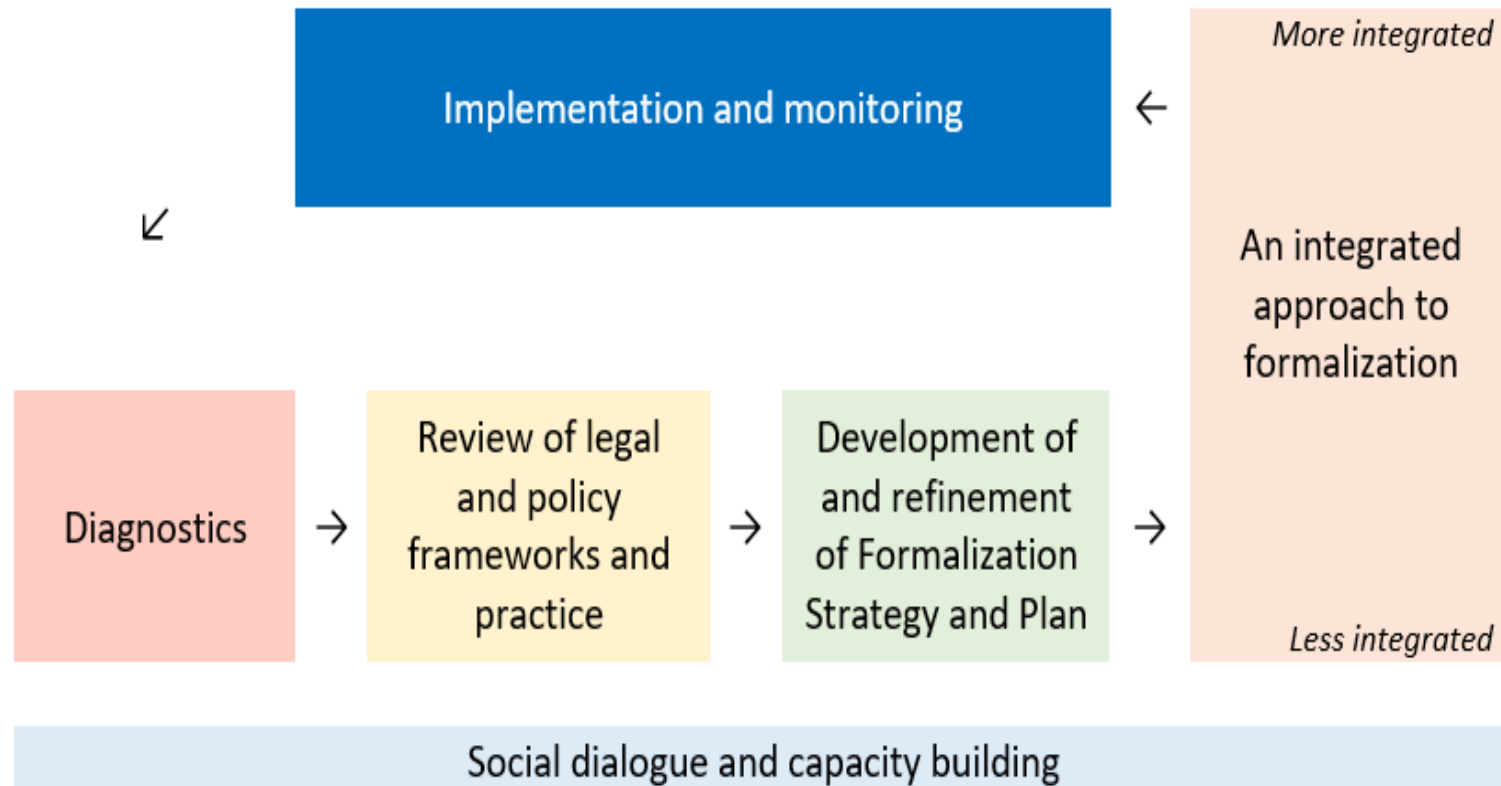 Implementation and monitoring
←
More integrated
An integrated
approach to
formalization
Less integrated
↙
Diagnostics
→
Review of legal
and policy
frameworks and
practice
→
Development of
and refinement
of Formalization
Strategy and Plan
→
Social dialogue and capacity building